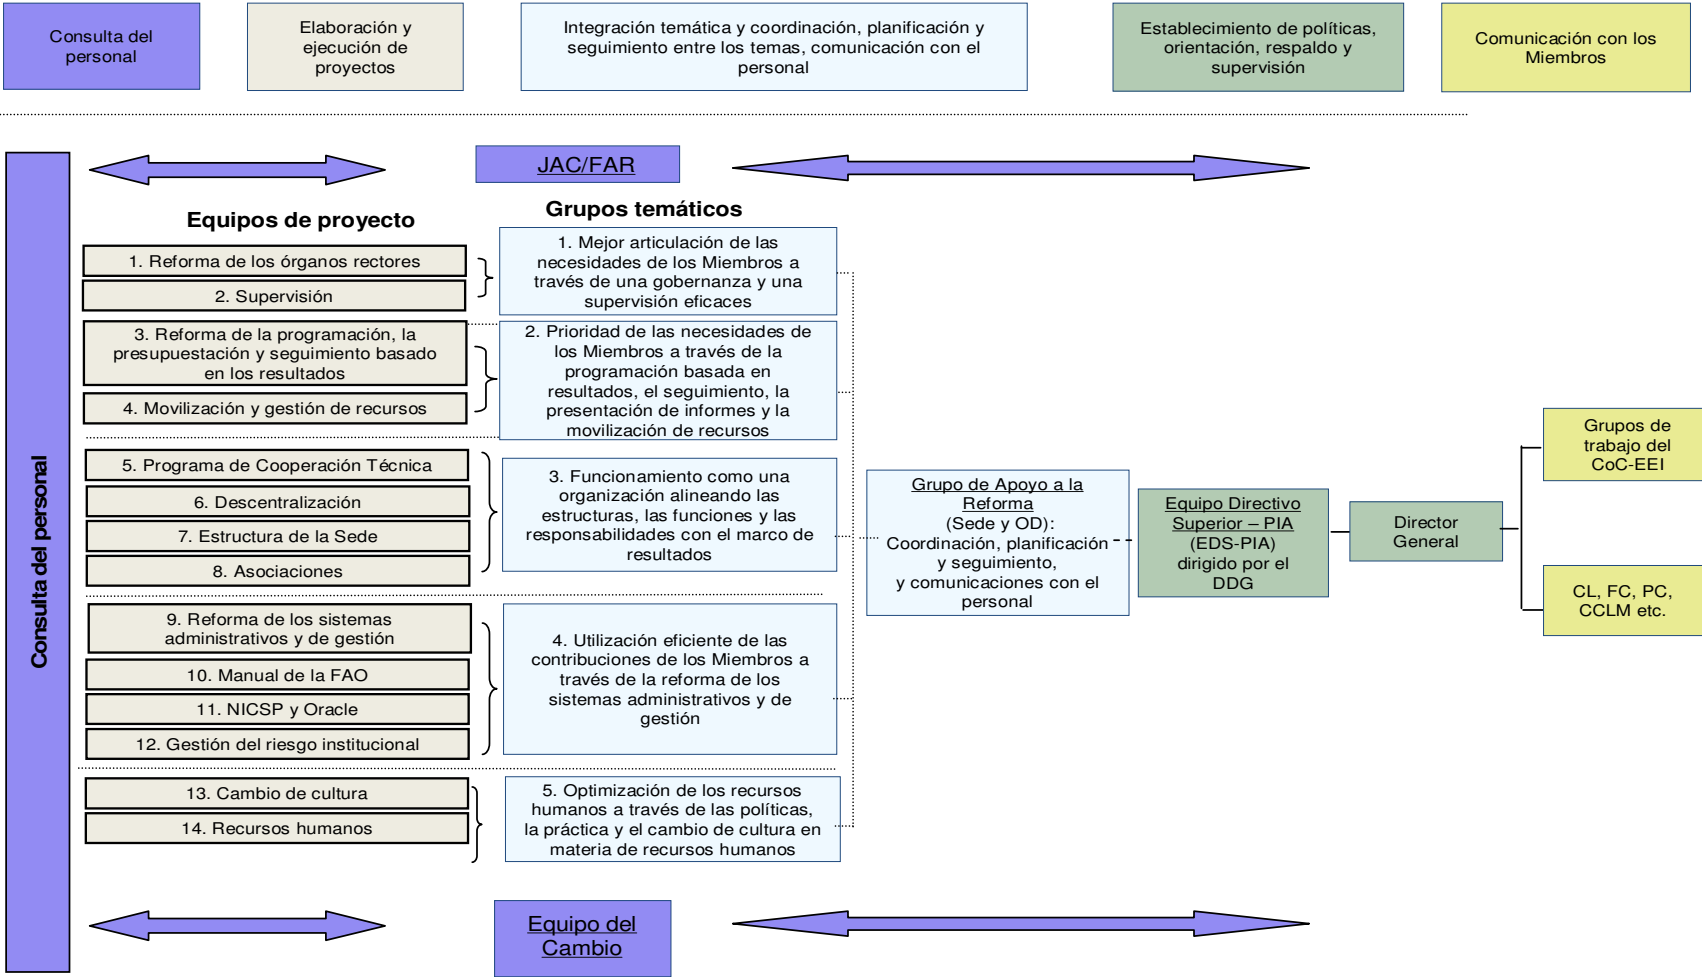 Consulta del
personal
Elaboración y
ejecución de
proyectos
Integración temática y coordinación, planificación y
seguimiento entre los temas, comunicación con el
personal
Establecimiento de políticas,
orientación, respaldo y
supervisión
Comunicación con los
Miembros
Consulta del personal
JAC/FAR
Equipos de proyecto
Grupos temáticos
1. Reforma de los órganos rectores
2. Supervisión
1. Mejor articulación de las
necesidades de los Miembros a
través de una gobernanza y una
supervisión eficaces
3. Reforma de la programación, la
presupuestación y seguimiento basado
en los resultados
4. Movilización y gestión de recursos
2. Prioridad de las necesidades de
los Miembros a través de la
programación basada en
resultados, el seguimiento, la
presentación de informes y la
movilización de recursos
5. Programa de Cooperación Técnica
6. Descentralización
7. Estructura de la Sede
8. Asociaciones
3. Funcionamiento como una
organización alineando las
estructuras, las funciones y las
responsabilidades con el marco de
resultados
9. Reforma de los sistemas
administrativos y de gestión
10. Manual de la FAO
11. NICSP y Oracle
12. Gestión del riesgo institucional
4. Utilización eficiente de las
contribuciones de los Miembros a
través de la reforma de los
sistemas administrativos y de
gestión
13. Cambio de cultura
14. Recursos humanos
5. Optimización de los recursos
humanos a través de las políticas,
la práctica y el cambio de cultura en
materia de recursos humanos
Grupo de Apoyo a la
Reforma
(Sede y OD):
Coordinación, planificación
y seguimiento,
y comunicaciones con el
personal
Equipo Directivo
Superior – PIA
(EDS-PIA)
dirigido por el
DDG
Director
General
Grupos de
trabajo del
CoC-EEI
CL, FC, PC,
CCLM etc.
Equipo del
Cambio